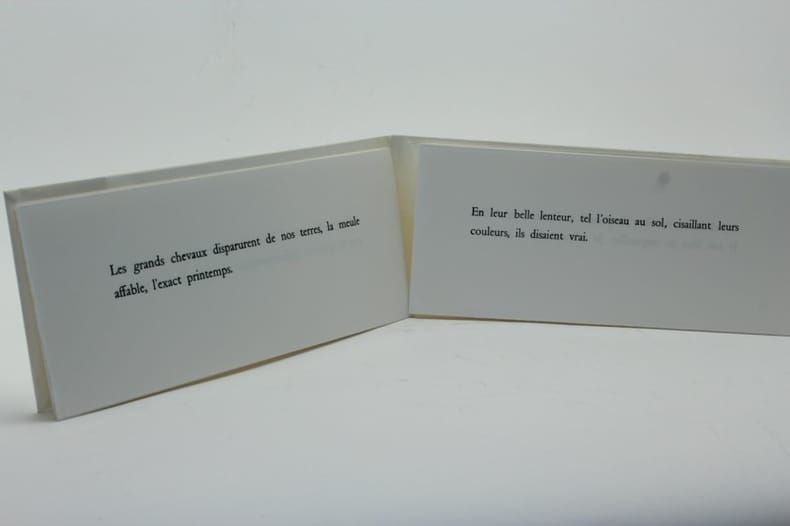 Les grands chevaux disparurent de nos terres, la meule
affable, l'exact printemps.
En leur belle lenteur, tel l'oiseau au sol, cisaillant leurs
couleurs, ils disaient vrai.